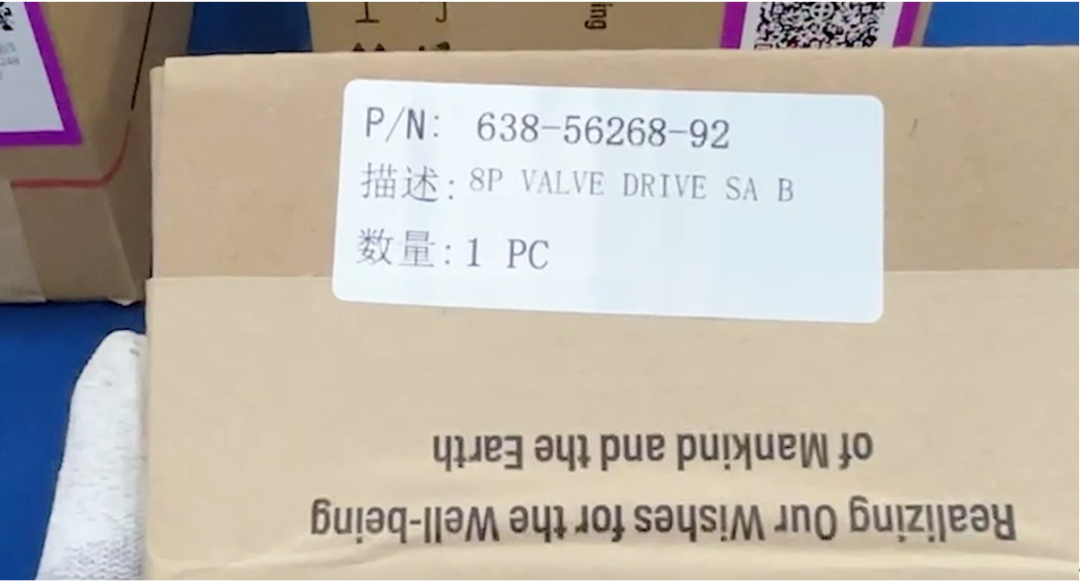 ing
P/N: 638-56268-92
描述: 8P VALVE DRIVE SA B
数量: 1 PC
Realizing Our Wishes for the Well-being
of Mankind and the Earth